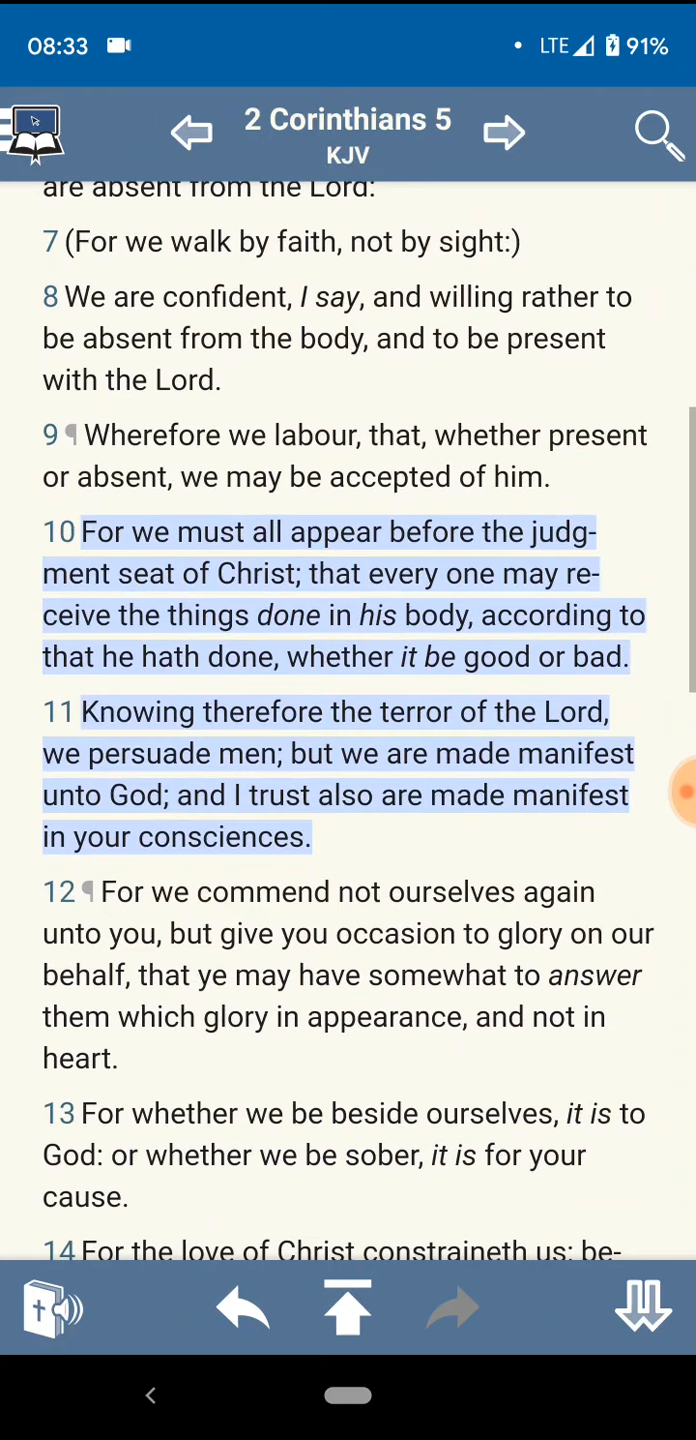 08:33
LTE 91%
2 Corinthians 5
KJV
are absent from the Lord:
7 (For we walk by faith, not by sight:)
8 We are confident, I say, and willing rather to
be absent from the body, and to be present
with the Lord.
9 ¶ Wherefore we labour, that, whether present
or absent, we may be accepted of him.
10 For we must all appear before the judg-
ment seat of Christ; that every one may re-
ceive the things done in his body, according to
that he hath done, whether it be good or bad.
11 Knowing therefore the terror of the Lord,
we persuade men; but we are made manifest
unto God; and I trust also are made manifest
in your consciences.
12 ¶ For we commend not ourselves again
unto you, but give you occasion to glory on our
behalf, that ye may have somewhat to answer
them which glory in appearance, and not in
heart.
13 For whether we be beside ourselves, it is to
God: or whether we be sober, it is for your
cause.
14 For the love of Christ constraineth us; be-